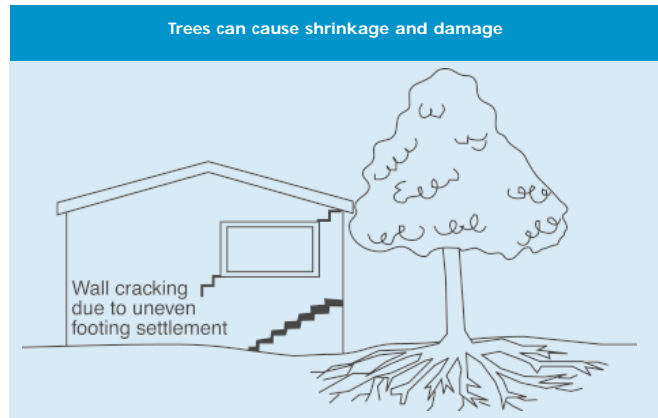 Trees can cause shrinkage and damage
Wall cracking
due to uneven
footing settlement